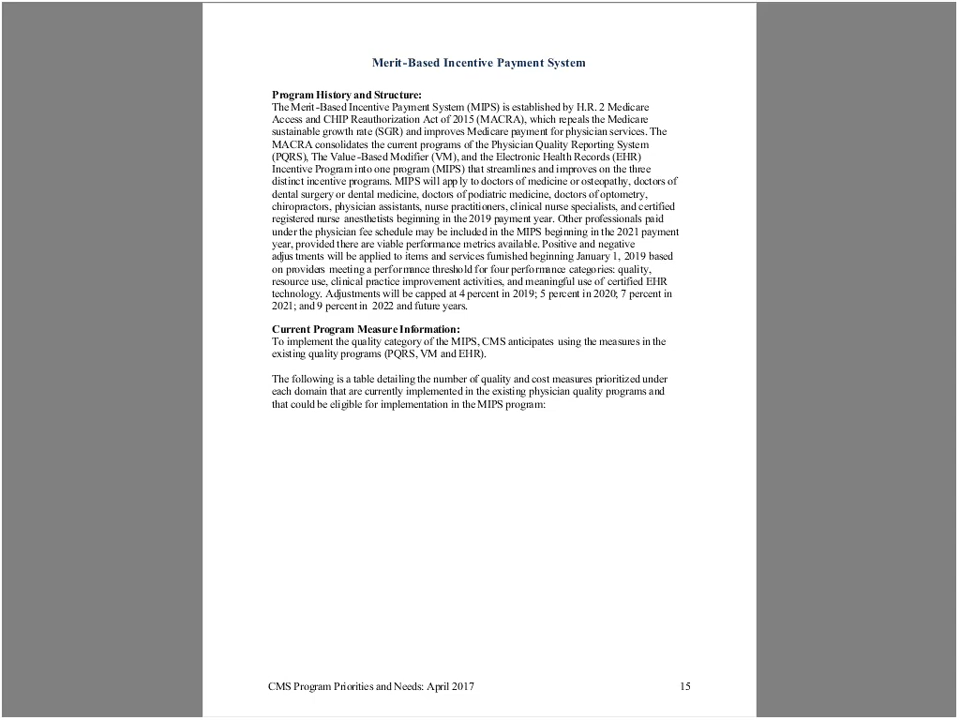 Merit-Based Incentive Payment System
Program History and Structure:
The Merit-Based Incentive Payment System (MIPS) is established by H.R. 2 Medicare
Access and CHIP Reauthorization Act of 2015 (MACRA), which repeals the Medicare
sustainable growth rate (SGR) and improves Medicare payment for physician services. The
MACRA consolidates the current programs of the Physician Quality Reporting System
(PQRS), The Value-Based Modifier (VM), and the Electronic Health Records (EHR)
Incentive Program into one program (MIPS) that streamlines and improves on the three
distinct incentive programs. MIPS will apply to doctors of medicine or osteopathy, doctors of
dental surgery or dental medicine, doctors of podiatric medicine, doctors of optometry,
chiropractors, physician assistants, nurse practitioners, clinical nurse specialists, and certified
registered nurse anesthetists beginning in the 2019 payment year. Other professionals paid
under the physician fee schedule may be included in the MIPS beginning in the 2021 payment
year, provided there are viable performance metrics available. Positive and negative
adjustments will be applied to items and services furnished beginning January 1, 2019 based
on providers meeting a performance threshold for four performance categories: quality,
resource use, clinical practice improvement activities, and meaningful use of certified EHR
technology. Adjustments will be capped at 4 percent in 2019; 5 percent in 2020; 7 percent in
2021; and 9 percent in 2022 and future years.
Current Program Measure Information:
To implement the quality category of the MIPS, CMS anticipates using the measures in the
existing quality programs (PQRS, VM and EHR).
The following is a table detailing the number of quality and cost measures prioritized under
each domain that are currently implemented in the existing physician quality programs and
that could be eligible for implementation in the MIPS program:
CMS Program Priorities and Needs: April 2017 15